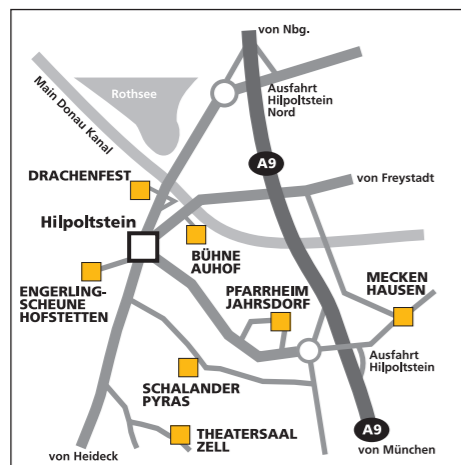 von Nbg.
Rothsee
Ausfahrt
Hilpoltstein
Nord
Main Donau Kanal
A9
DRACHENFEST
von Freystadt
Hilpoltstein
BÜHNE
AUHOF
ENGERLING-
SCHEUNE
HOFSTETTEN
PFARRHEIM
JAHRSDORF
MECKEN
HAUSEN
Ausfahrt
Hilpoltstein
SCHALANDER
PYRAS
THEATERSAAL
ZELL
A9
von Heideck
von München